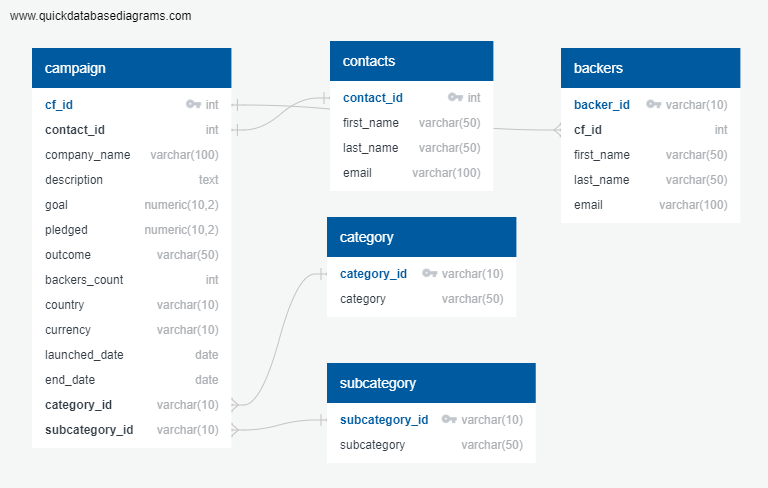 www.quickdatabasediagrams.com
campaign
cf_id int
contact_id int
company_name varchar(100)
description text
goal numeric(10,2)
pledged numeric(10,2)
outcome varchar(50)
backers_count int
country varchar(10)
currency varchar(10)
launched_date date
end_date date
category_id varchar(10)
subcategory_id varchar(10)
contacts
contact_id int
first_name varchar(50)
last_name varchar(50)
email varchar(100)
backers
backer_id varchar(10)
cf_id int
first_name varchar(50)
last_name varchar(50)
email varchar(100)
category
category_id varchar(10)
category varchar(50)
subcategory
subcategory_id varchar(10)
subcategory varchar(50)